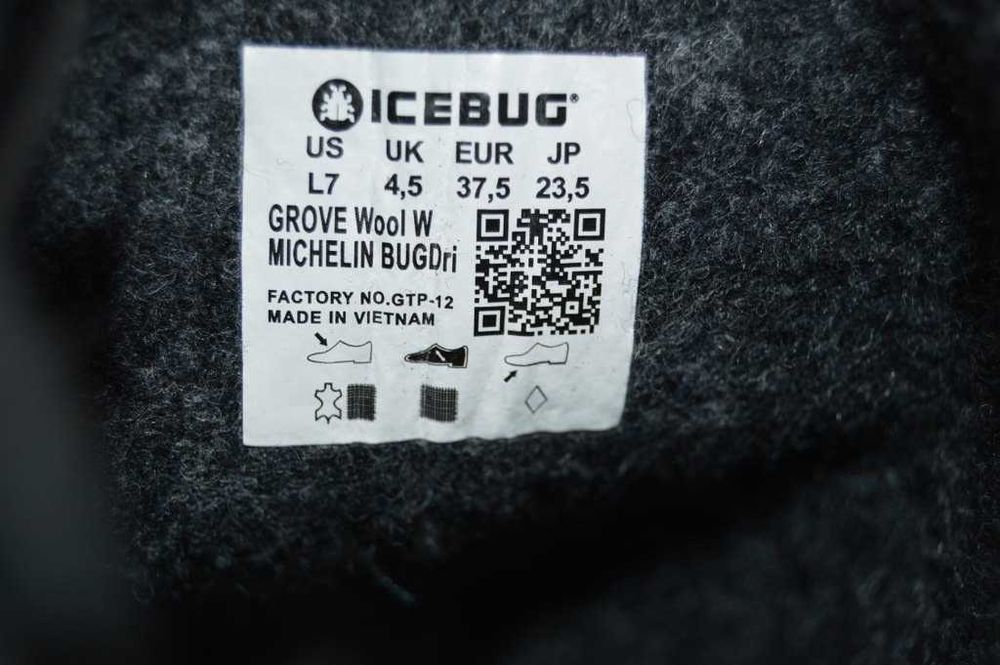 ICEBUG®
US UK EUR JP
L7 4,5 37,5 23,5
GROVE Wool W
MICHELIN BUGDri
FACTORY NO.GTP-12
MADE IN VIETNAM